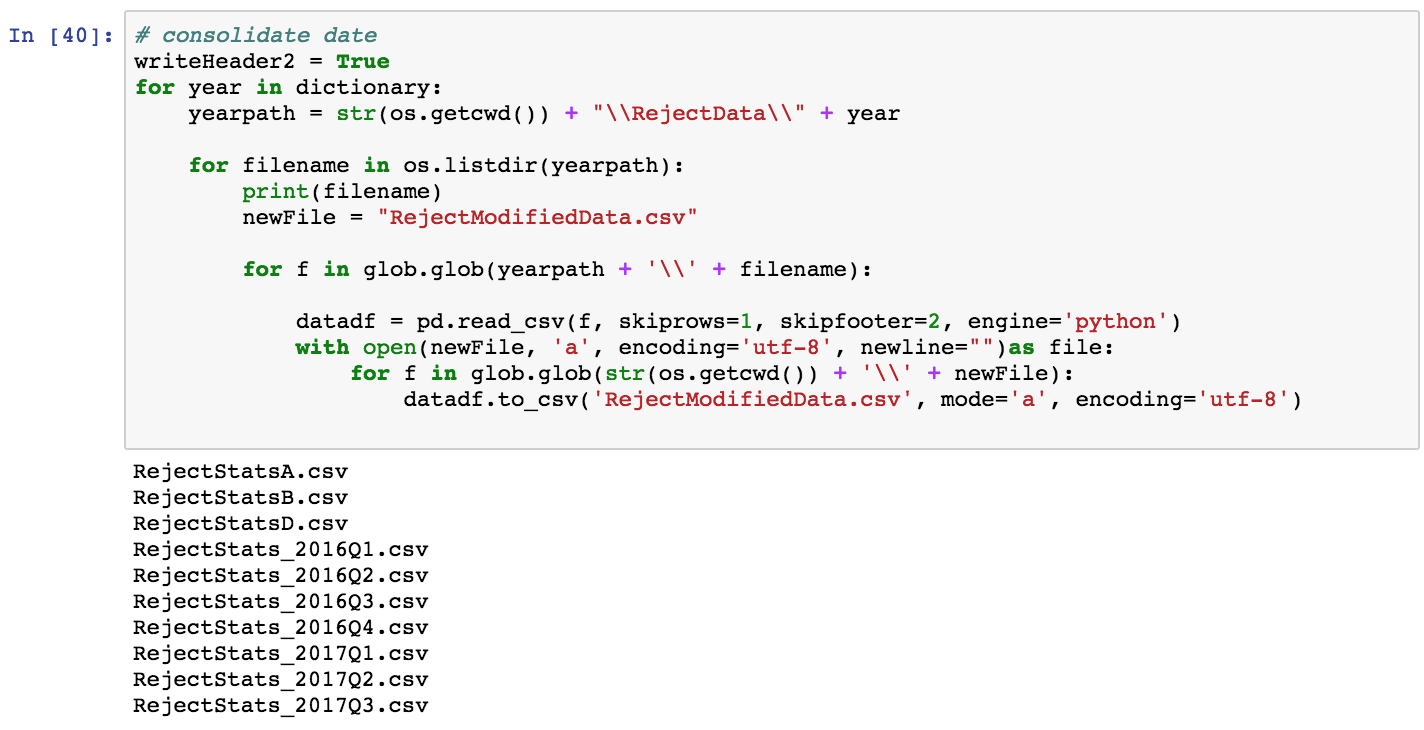 In [40]: # consolidate date
writeHeader2 = True
for year in dictionary:
    yearpath = str(os.getcwd()) + "\\RejectData\\" + year
    for filename in os.listdir(yearpath):
        print(filename)
        newFile = "RejectModifiedData.csv"
        for f in glob.glob(yearpath + '\\' + filename):
            datadf = pd.read_csv(f, skiprows=1, skipfooter=2, engine='python')
            with open(newFile, 'a', encoding='utf-8', newline="")as file:
                for f in glob.glob(str(os.getcwd()) + '\\' + newFile):
                    datadf.to_csv('RejectModifiedData.csv', mode='a', encoding='utf-8')
RejectStatsA.csv
RejectStatsB.csv
RejectStatsD.csv
RejectStats_2016Q1.csv
RejectStats_2016Q2.csv
RejectStats_2016Q3.csv
RejectStats_2016Q4.csv
RejectStats_2017Q1.csv
RejectStats_2017Q2.csv
RejectStats_2017Q3.csv